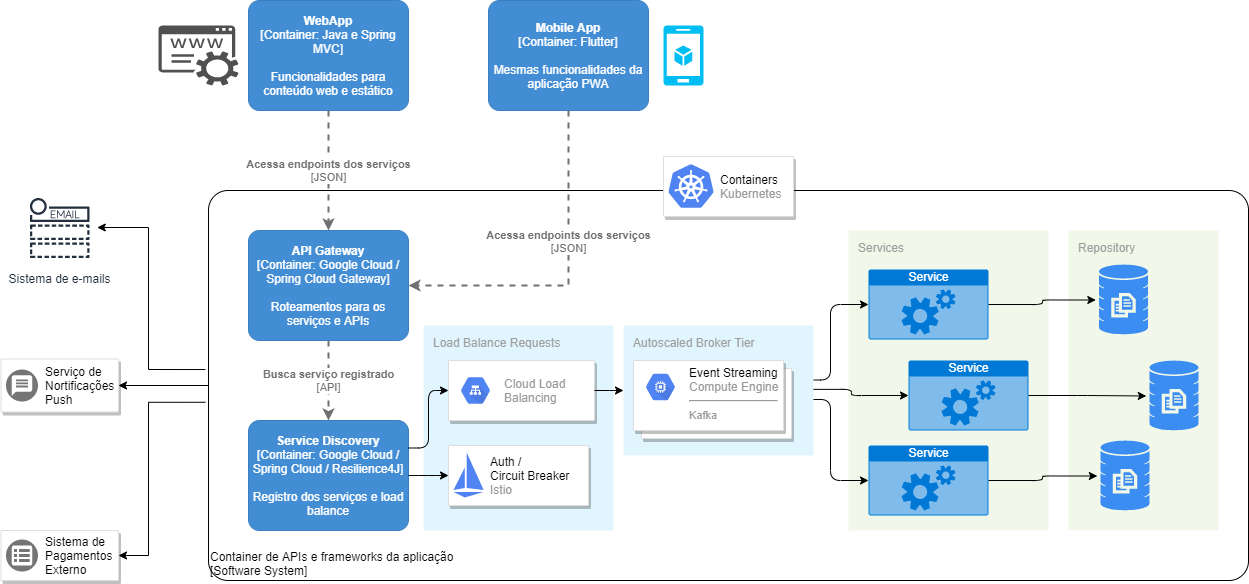 WebApp
[Container: Java e Spring
MVC]
Funcionalidades para
conteúdo web e estático
WWW
Mobile App
[Container: Flutter]
Mesmas funcionalidades da
aplicação PWA
Acessa endpoints dos serviços
[JSON]
Containers
Kubernetes
EMAIL
Sistema de e-mails
API Gateway
[Container: Google Cloud /
Spring Cloud Gateway]
Roteamentos para os
serviços e APIs
Acessa endpoints dos serviços
[JSON]
Services
Repository
Service
Service
Service
Load Balance Requests
Autoscaled Broker Tier
Cloud Load
Balancing
Event Streaming
Compute Engine
Kafka
Busca serviço registrado
[API]
Serviço de
Nortificações
Push
Service Discovery
[Container: Google Cloud /
Spring Cloud / Resilience4J]
Registro dos serviços e load
balance
Auth /
Circuit Breaker
Istio
Sistema de
Pagamentos
Externo
Container de APIs e frameworks da aplicação
[Software System]